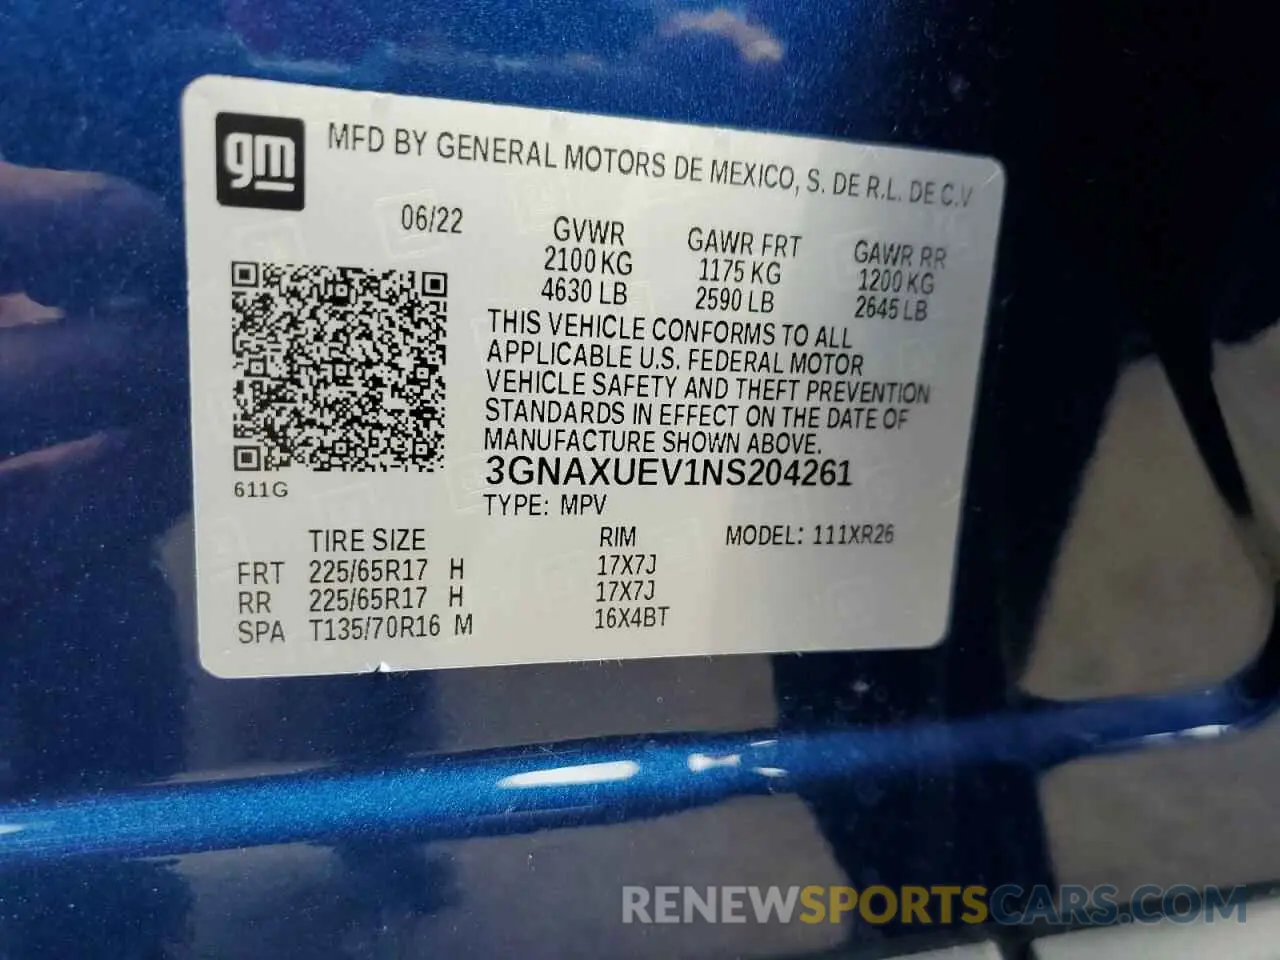 gm
MFD BY GENERAL MOTORS DE MEXICO, S. DE R.L. DE C.V
06/22
GVWR GAWR FRT GAWR RR
2100 KG 1175 KG 1200 KG
4630 LB 2590 LB 2645 LB
THIS VEHICLE CONFORMS TO ALL
APPLICABLE U.S. FEDERAL MOTOR
VEHICLE SAFETY AND THEFT PREVENTION
STANDARDS IN EFFECT ON THE DATE OF
MANUFACTURE SHOWN ABOVE.
3GNAXUEV1NS204261
611G
TYPE: MPV
TIRE SIZE RIM MODEL: 111XR26
FRT 225/65R17 H 17X7J
RR 225/65R17 H 17X7J
SPA T135/70R16 M 16X4BT
RENEWSPORTSCARS.COM